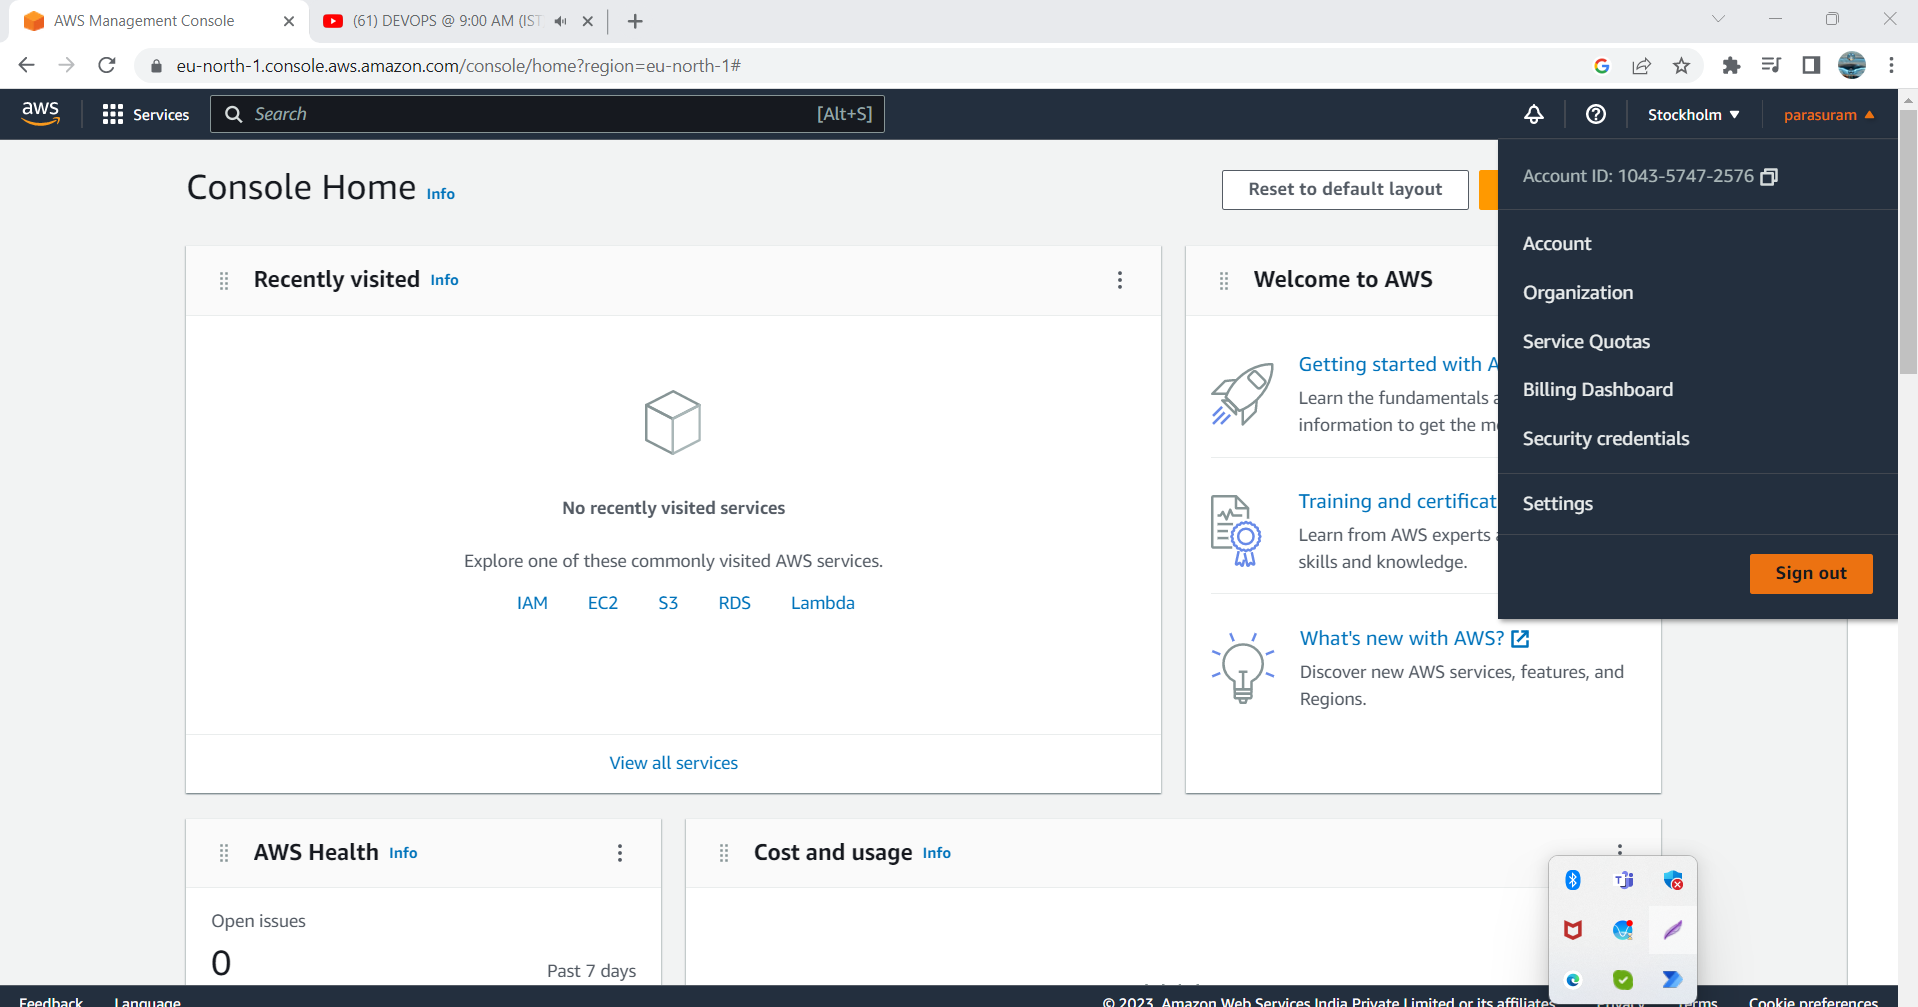 AWS Management Console
(61) DEVOPS @ 9:00 AM (IST
eu-north-1.console.aws.amazon.com/console/home?region=eu-north-1#
aws
Services
Search
[Alt+S]
Stockholm
parasuram
Console Home Info
Reset to default layout
Account ID: 1043-5747-2576
Account
Organization
Service Quotas
Billing Dashboard
Security credentials
Settings
Sign out
Recently visited Info
No recently visited services
Explore one of these commonly visited AWS services.
IAM EC2 S3 RDS Lambda
View all services
Welcome to AWS
Getting started with A
Learn the fundamentals
information to get the m
Training and certificat
Learn from AWS experts
skills and knowledge.
What's new with AWS?
Discover new AWS services, features, and
Regions.
AWS Health Info
Open issues
0
Past 7 days
Cost and usage Info
Feedback
Language
© 2023, Amazon Web Services India Private Limited or its affiliates
Privacy
Terms
Cookie preferences